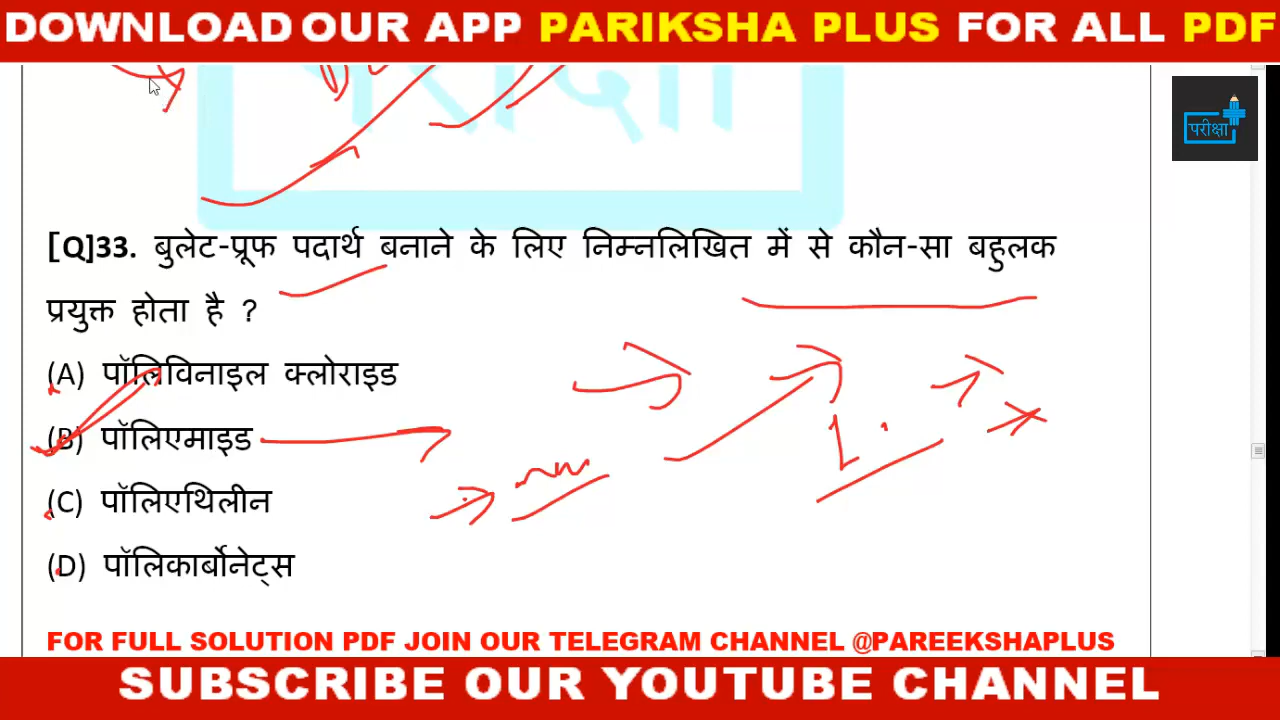 DOWNLOAD OUR APP PARIKSHA PLUS FOR ALL PDF
परीक्षा
परीक्षा
[Q]33. बुलेट-प्रूफ पदार्थ बनाने के लिए निम्नलिखित में से कौन-सा बहुलक
प्रयुक्त होता है ?
(A) पॉलिविनाइल क्लोराइड
(B) पॉलिएमाइड
(C) पॉलिएथिलीन
(D) पॉलिकार्बोनेट्स
FOR FULL SOLUTION PDF JOIN OUR TELEGRAM CHANNEL @PAREEKSHAPLUS
SUBSCRIBE OUR YOUTUBE CHANNEL